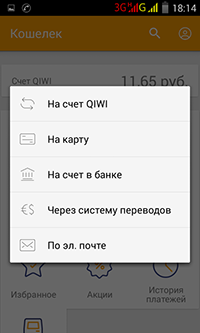 3G G 18:14
Кошелек
Счет QIWI 11,65 руб.
На счет QIWI
На карту
На счет в банке
Через систему переводов
По эл. почте
Избранное Акции История
платежей